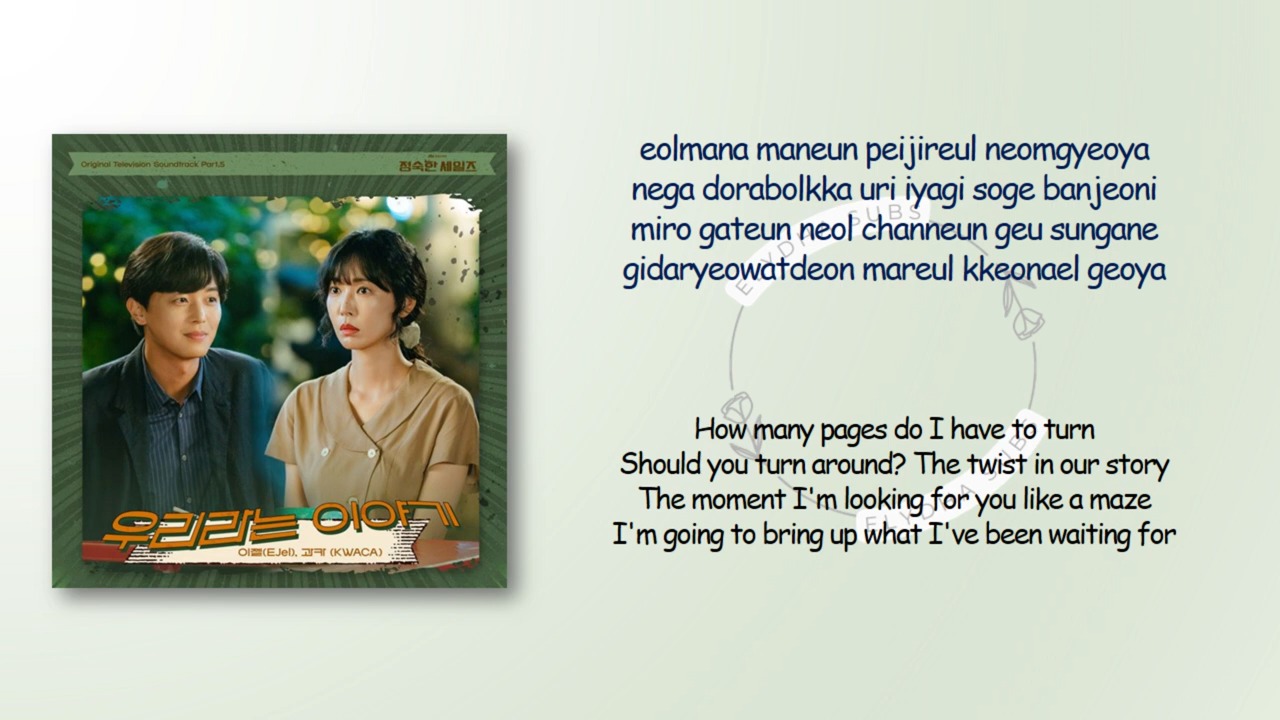 Original Television Soundtrack Part.5
정숙한 세일즈
우리라는 이야기
이젤(EJel), 과카 (KWACA)
eolmana maneun peijireul neomgyeoya
nega dorabolkka uri iyagi soge banjeoni
miro gateun neol channeun geu sungane
gidaryeowatdeon mareul kkeonael geoya
ELYDIA SUBS
How many pages do I have to turn
Should you turn around? The twist in our story
The moment I'm looking for you like a maze
I'm going to bring up what I've been waiting for
ELYDIA SUBS